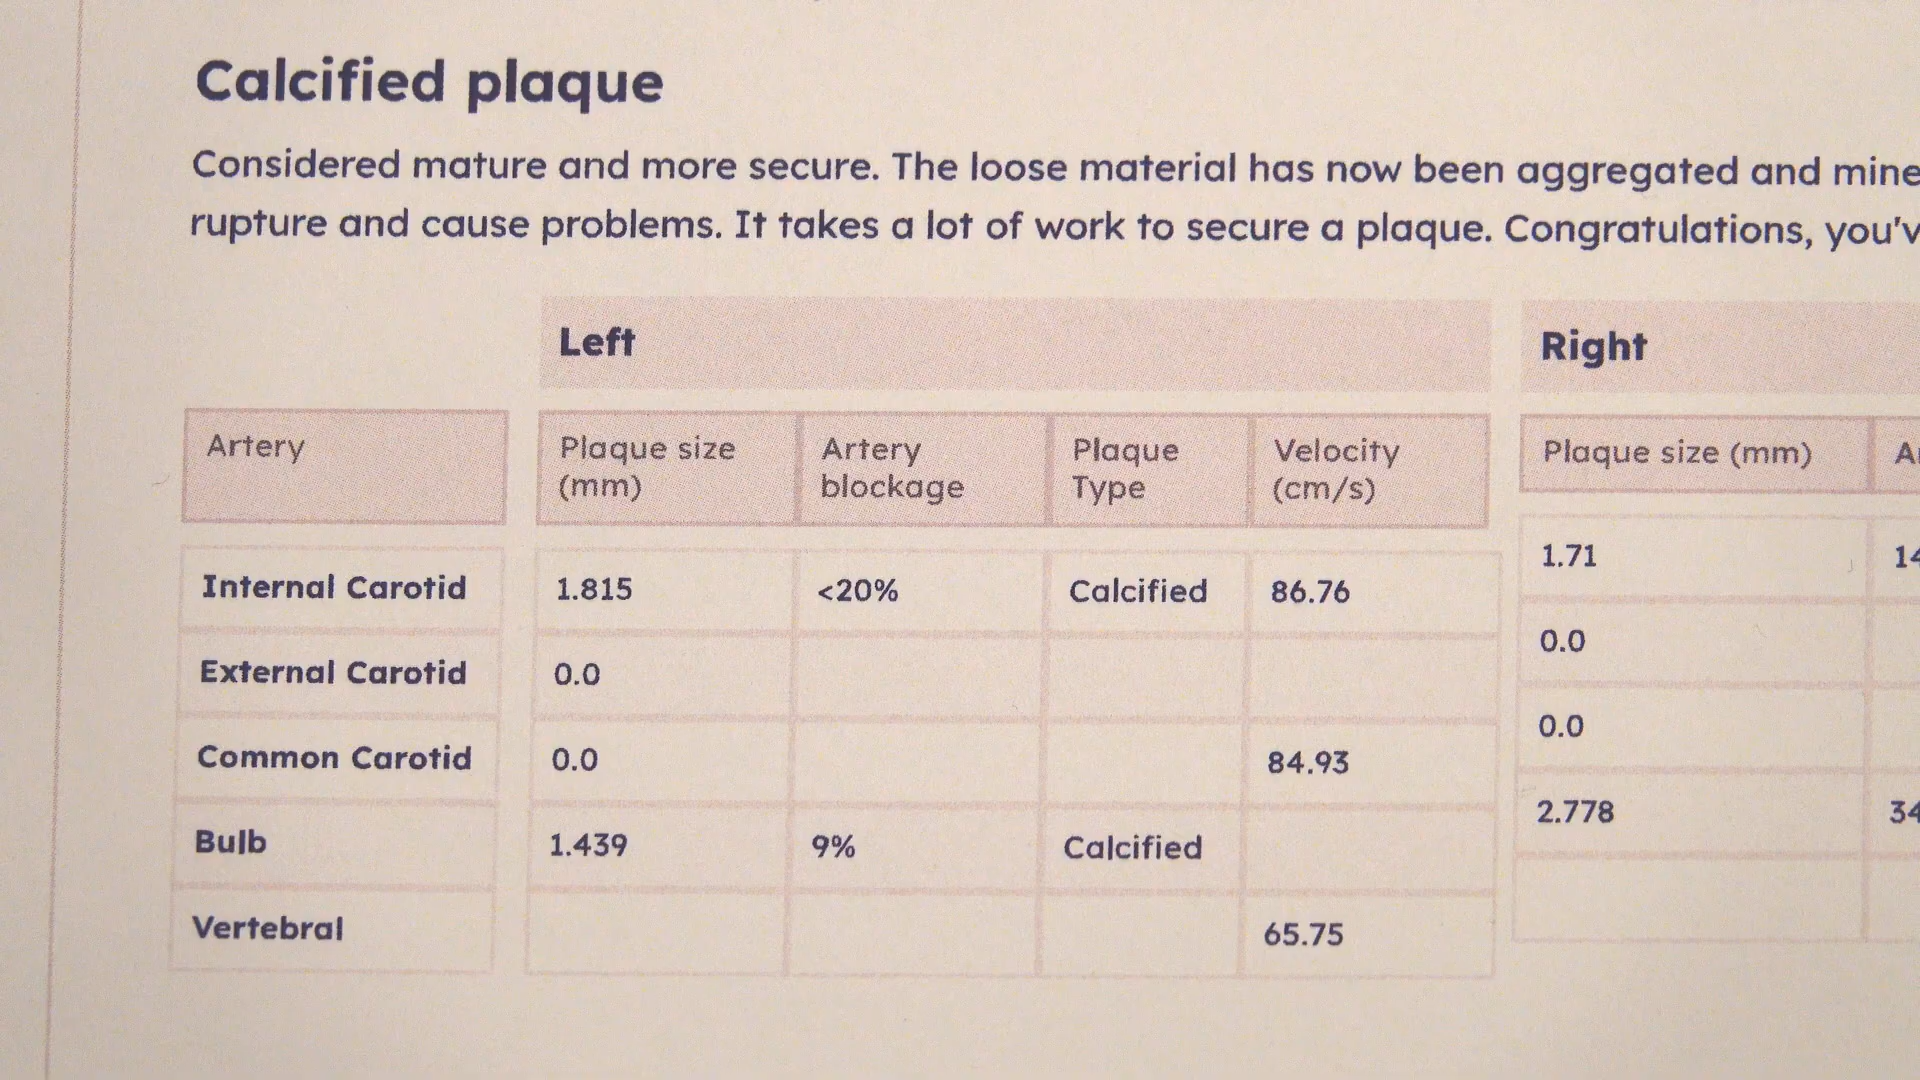 Calcified plaque
Considered mature and more secure. The loose material has now been aggregated and
rupture and cause problems. It takes a lot of work to secure a plaque. Congratulations,
Left Right
Artery Plaque size (mm) Artery blockage Plaque Type Velocity (cm/s) Plaque size (mm)
Internal Carotid 1.815 <20% Calcified 86.76 1.71
External Carotid 0.0 0.0
Common Carotid 0.0 84.93 0.0
Bulb 1.439 9% Calcified 2.778
Vertebral 65.75